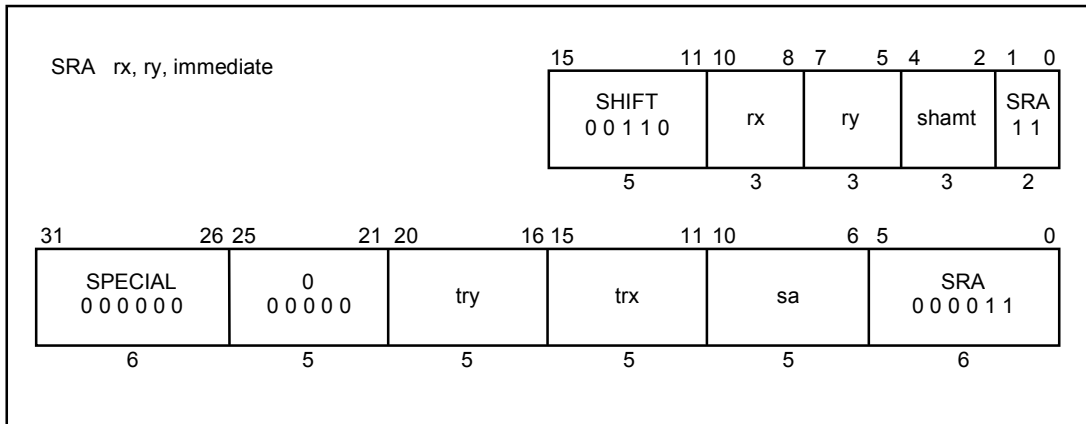 SRA rx, ry, immediate
15 11 10 8 7 5 4 2 1 0
SHIFT
0 0 1 1 0
rx
ry
shamt
SRA
1 1
5 3 3 3 2
31 26 25 21 20 16 15 11 10 6 5 0
SPECIAL
0 0 0 0 0 0
0
0 0 0 0 0
try
trx
sa
SRA
0 0 0 0 1 1
6 5 5 5 5 6